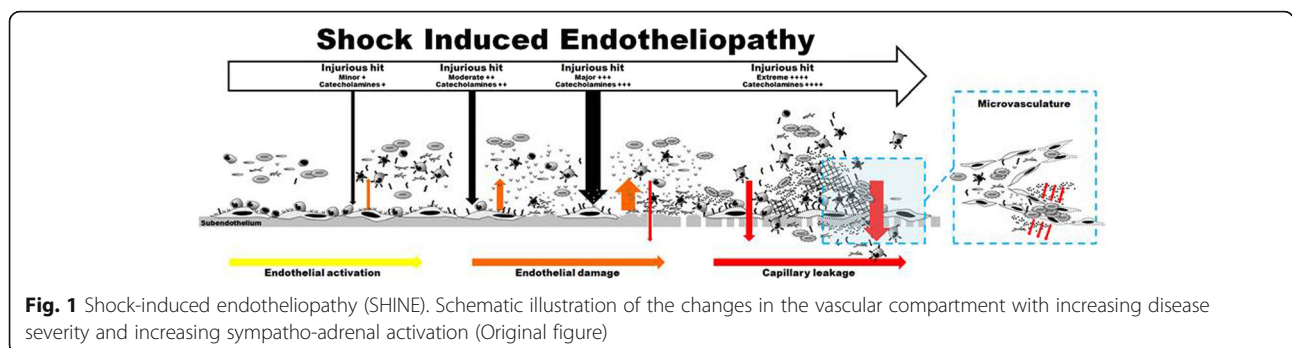 Shock Induced Endotheliopathy
Injurious hit
Minor +
Catecholamines +
Injurious hit
Moderate ++
Catecholamines ++
Injurious hit
Major +++
Catecholamines +++
Injurious hit
Extreme ++++
Catecholamines ++++
Microvasculature
Subendothelium
Endothelial activation
Endothelial damage
Capillary leakage
Fig. 1 Shock-induced endotheliopathy (SHINE). Schematic illustration of the changes in the vascular compartment with increasing disease
severity and increasing sympatho-adrenal activation (Original figure)